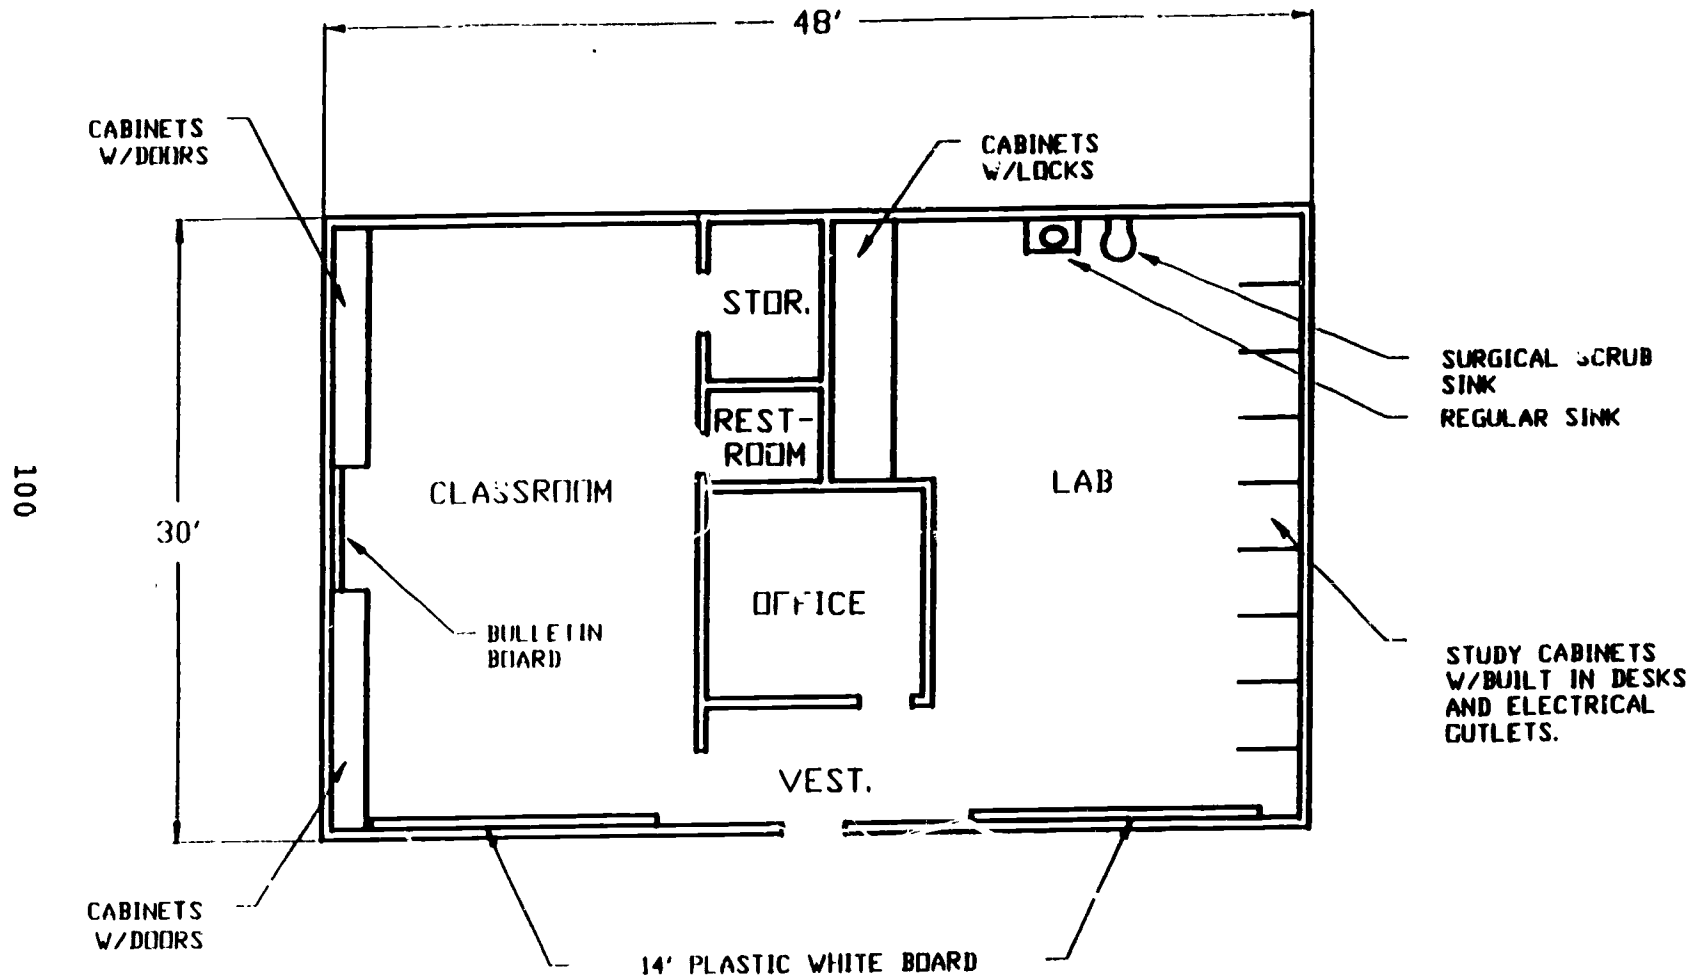 48'
CABINETS
W/DOORS
CABINETS
W/LOCKS
STOR.
SURGICAL SCRUB
SINK
REGULAR SINK
REST-
ROOM
CLASSROOM
LAB
100
30'
OFFICE
BULLETIN
BOARD
STUDY CABINETS
W/BUILT IN DESKS
AND ELECTRICAL
OUTLETS.
VEST.
CABINETS
W/DOORS
14' PLASTIC WHITE BOARD